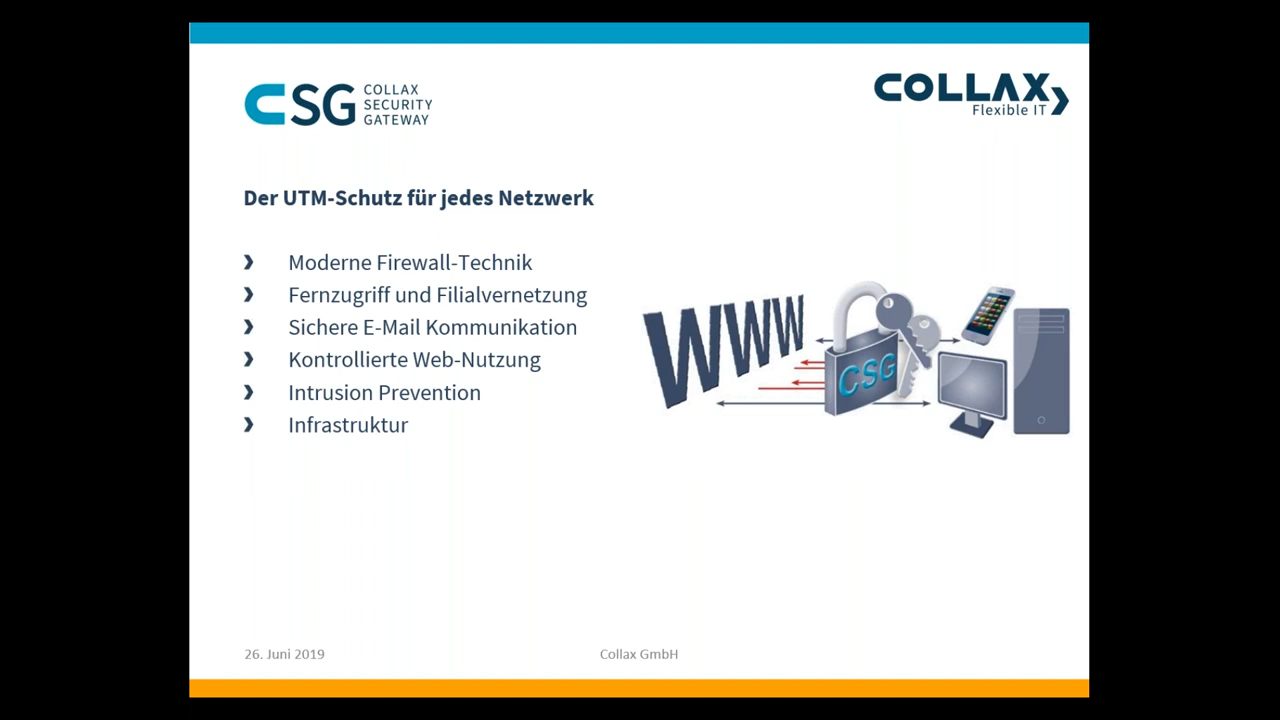 CSG COLLAX
SECURITY
GATEWAY
COLLAX
Flexible IT
Der UTM-Schutz für jedes Netzwerk
Moderne Firewall-Technik
Fernzugriff und Filialvernetzung
Sichere E-Mail Kommunikation
Kontrollierte Web-Nutzung
Intrusion Prevention
Infrastruktur
WWW
CSG
26. Juni 2019
Collax GmbH